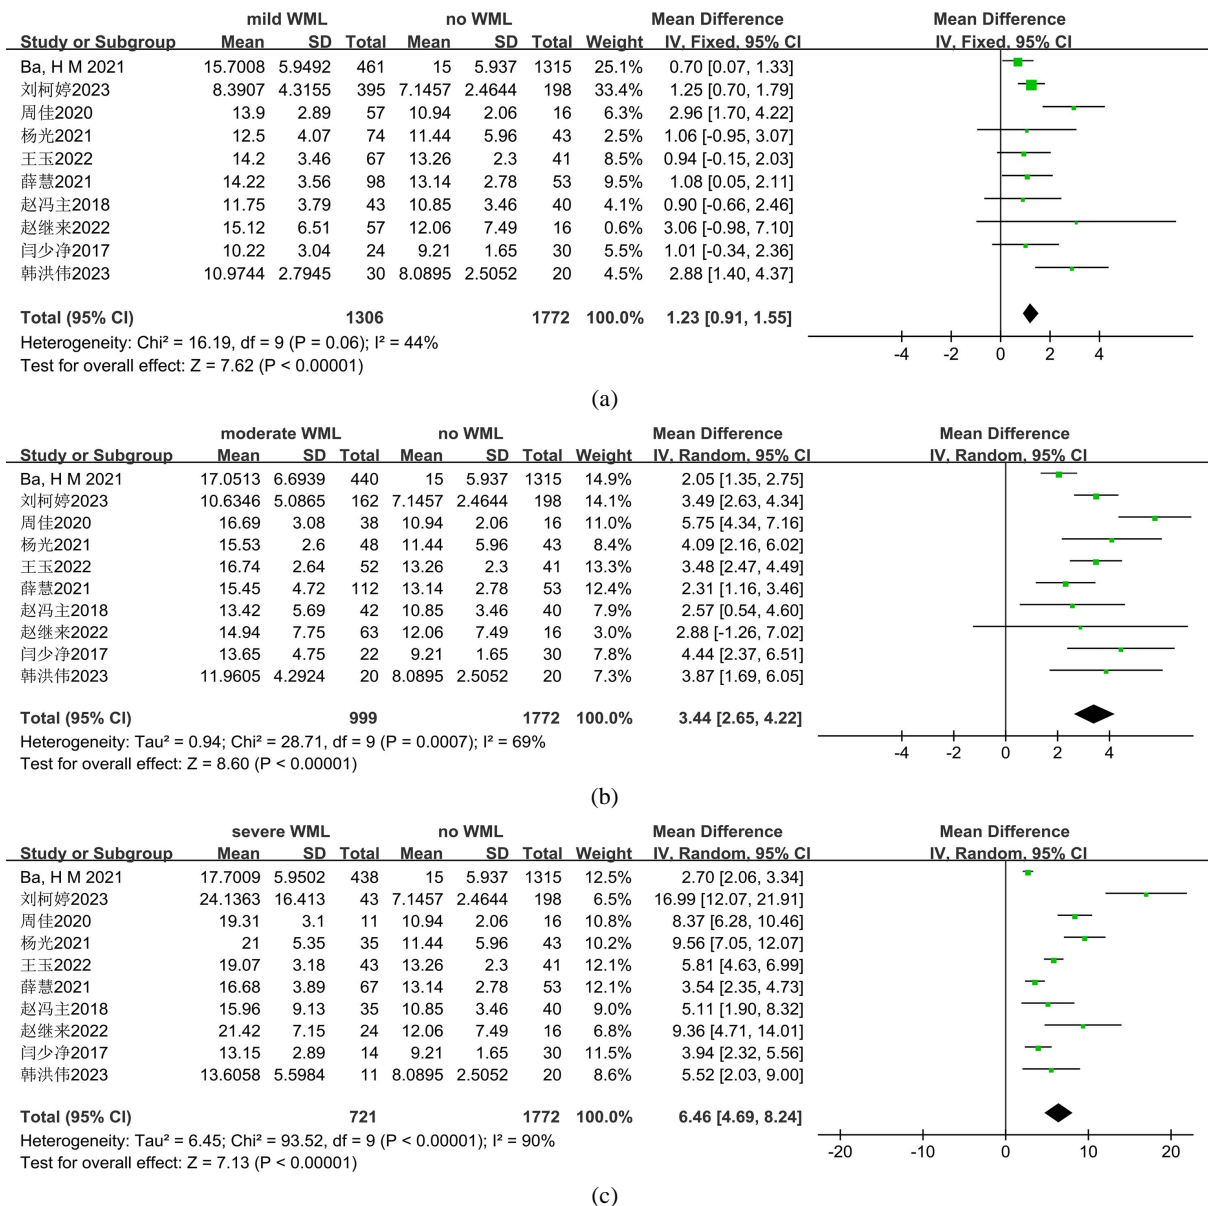 mild WML no WML Mean Difference Mean Difference
Study or Subgroup Mean SD Total Mean SD Total Weight IV, Fixed, 95% CI IV, Fixed, 95% CI
Ba, H M 2021 15.7008 5.9492 461 15 5.937 1315 25.1% 0.70 [0.07, 1.33]
刘柯婷2023 8.3907 4.3155 395 7.1457 2.4644 198 33.4% 1.25 [0.70, 1.79]
周佳2020 13.9 2.89 57 10.94 2.06 16 6.3% 2.96 [1.70, 4.22]
杨光2021 12.5 4.07 74 11.44 5.96 43 2.5% 1.06 [-0.95, 3.07]
王玉2022 14.2 3.46 67 13.26 2.3 41 8.5% 0.94 [-0.15, 2.03]
薛慧2021 14.22 3.56 98 13.14 2.78 53 9.5% 1.08 [0.05, 2.11]
赵冯主2018 11.75 3.79 43 10.85 3.46 40 4.1% 0.90 [-0.66, 2.46]
赵继来2022 15.12 6.51 57 12.06 7.49 16 0.6% 3.06 [-0.98, 7.10]
闫少净2017 10.22 3.04 24 9.21 1.65 30 5.5% 1.01 [-0.34, 2.36]
韩洪伟2023 10.9744 2.7945 30 8.0895 2.5052 20 4.5% 2.88 [1.40, 4.37]
Total (95% CI) 1306 1772 100.0% 1.23 [0.91, 1.55]
Heterogeneity: Chi² = 16.19, df = 9 (P = 0.06); I² = 44%
Test for overall effect: Z = 7.62 (P < 0.00001)
-4 -2 0 2 4
(a)
moderate WML no WML Mean Difference Mean Difference
Study or Subgroup Mean SD Total Mean SD Total Weight IV, Random, 95% CI IV, Random, 95% CI
Ba, H M 2021 17.0513 6.6939 440 15 5.937 1315 14.9% 2.05 [1.35, 2.75]
刘柯婷2023 10.6346 5.0865 162 7.1457 2.4644 198 14.1% 3.49 [2.63, 4.34]
周佳2020 16.69 3.08 38 10.94 2.06 16 11.0% 5.75 [4.34, 7.16]
杨光2021 15.53 2.6 48 11.44 5.96 43 8.4% 4.09 [2.16, 6.02]
王玉2022 16.74 2.64 52 13.26 2.3 41 13.3% 3.48 [2.47, 4.49]
薛慧2021 15.45 4.72 112 13.14 2.78 53 12.4% 2.31 [1.16, 3.46]
赵冯主2018 13.42 5.69 42 10.85 3.46 40 7.9% 2.57 [0.54, 4.60]
赵继来2022 14.94 7.75 63 12.06 7.49 16 3.0% 2.88 [-1.26, 7.02]
闫少净2017 13.65 4.75 22 9.21 1.65 30 7.8% 4.44 [2.37, 6.51]
韩洪伟2023 11.9605 4.2924 20 8.0895 2.5052 20 7.3% 3.87 [1.69, 6.05]
Total (95% CI) 999 1772 100.0% 3.44 [2.65, 4.22]
Heterogeneity: Tau² = 0.94; Chi² = 28.71, df = 9 (P = 0.0007); I² = 69%
Test for overall effect: Z = 8.60 (P < 0.00001)
-4 -2 0 2 4
(b)
severe WML no WML Mean Difference Mean Difference
Study or Subgroup Mean SD Total Mean SD Total Weight IV, Random, 95% CI IV, Random, 95% CI
Ba, H M 2021 17.7009 5.9502 438 15 5.937 1315 12.5% 2.70 [2.06, 3.34]
刘柯婷2023 24.1363 16.413 43 7.1457 2.4644 198 6.5% 16.99 [12.07, 21.91]
周佳2020 19.31 3.1 11 10.94 2.06 16 10.8% 8.37 [6.28, 10.46]
杨光2021 21 5.35 35 11.44 5.96 43 10.2% 9.56 [7.05, 12.07]
王玉2022 19.07 3.18 43 13.26 2.3 41 12.1% 5.81 [4.63, 6.99]
薛慧2021 16.68 3.89 67 13.14 2.78 53 12.1% 3.54 [2.35, 4.73]
赵冯主2018 15.96 9.13 35 10.85 3.46 40 9.0% 5.11 [1.90, 8.32]
赵继来2022 21.42 7.15 24 12.06 7.49 16 6.8% 9.36 [4.71, 14.01]
闫少净2017 13.15 2.89 14 9.21 1.65 30 11.5% 3.94 [2.32, 5.56]
韩洪伟2023 13.6058 5.5984 11 8.0895 2.5052 20 8.6% 5.52 [2.03, 9.00]
Total (95% CI) 721 1772 100.0% 6.46 [4.69, 8.24]
Heterogeneity: Tau² = 6.45; Chi² = 93.52, df = 9 (P < 0.00001); I² = 90%
Test for overall effect: Z = 7.13 (P < 0.00001)
-20 -10 0 10 20
(c)